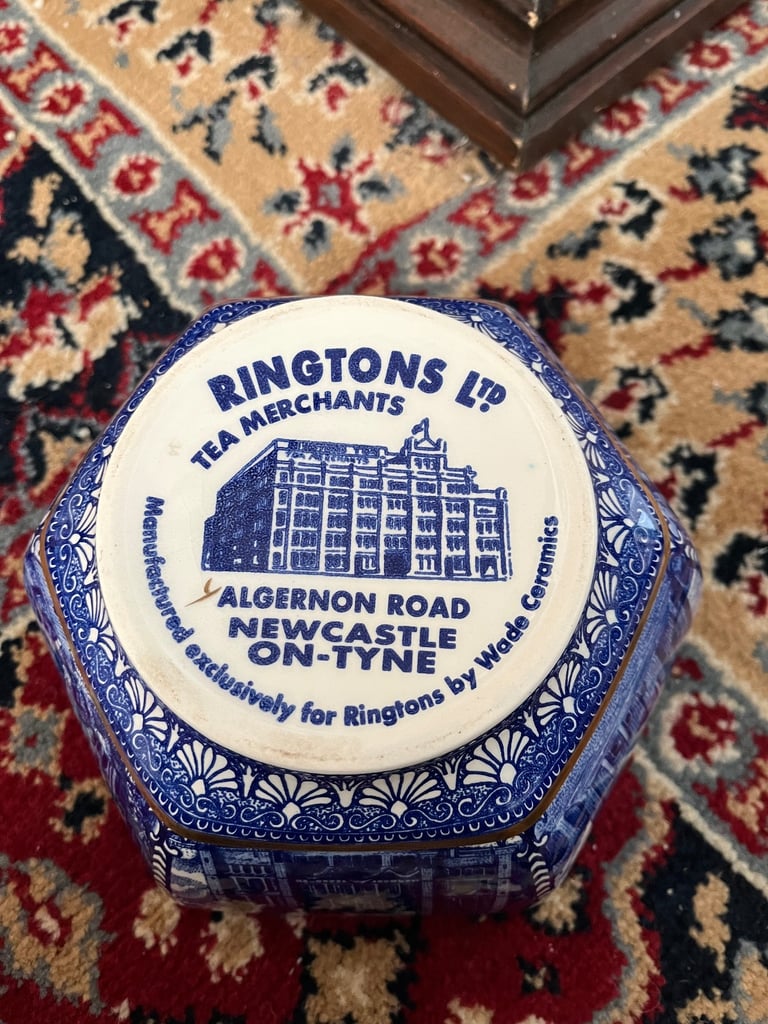 RINGTONS LTD.
TEA MERCHANTS
ALGERNON ROAD
NEWCASTLE
ON-TYNE
Manufactured exclusively for Ringtons by Wade Ceramics